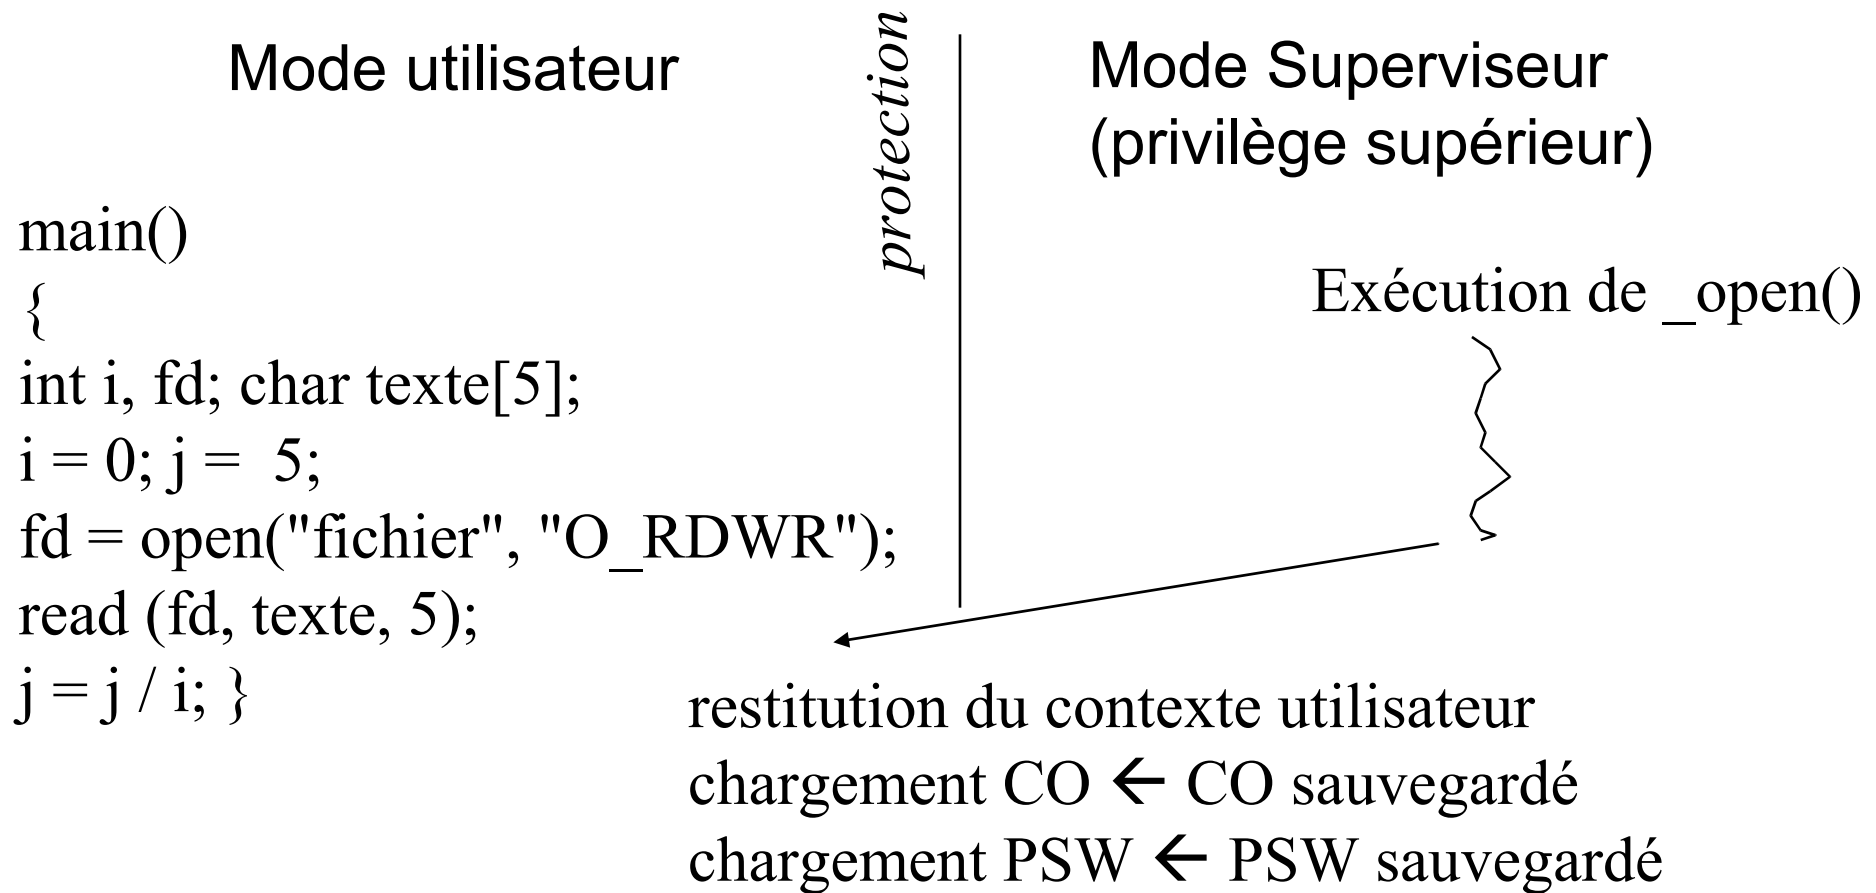 Mode utilisateur
protection
Mode Superviseur
(privilège supérieur)
main()
{
int i, fd; char texte[5];
i = 0; j =  5;
fd = open("fichier", "O_RDWR");
read (fd, texte, 5);
j = j / i; }
Exécution de _open()
restitution du contexte utilisateur
chargement CO ← CO sauvegardé
chargement PSW ← PSW sauvegardé